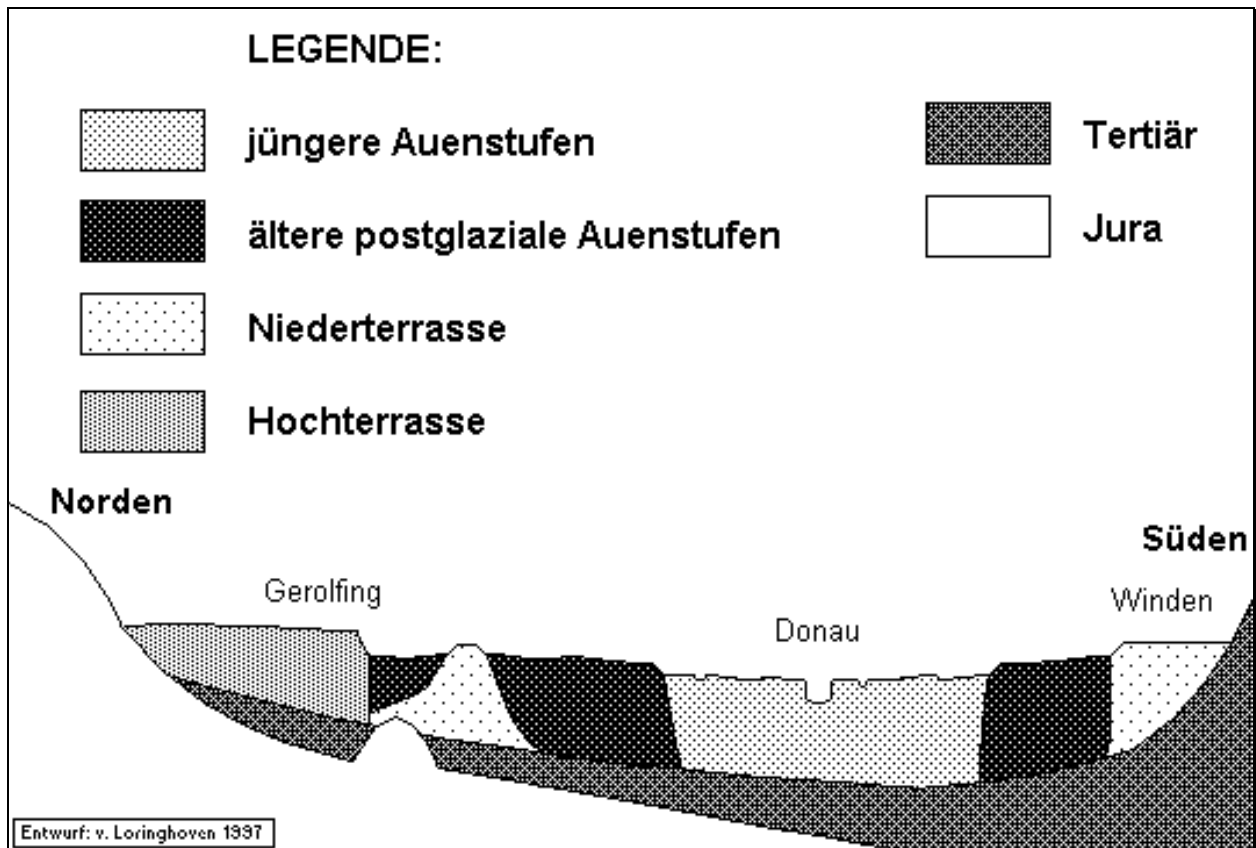 LEGENDE:
jüngere Auenstufen
ältere postglaziale Auenstufen
Niederterrasse
Hochterrasse
Tertiär
Jura
Norden
Süden
Gerolfing
Donau
Winden
Entwurf: v. Loringhoven 1997